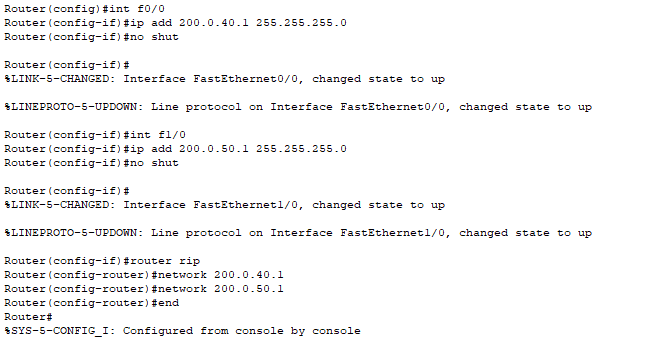 Router(config)#int f0/0
Router(config-if)#ip add 200.0.40.1 255.255.255.0
Router(config-if)#no shut
Router(config-if)#
%LINK-5-CHANGED: Interface FastEthernet0/0, changed state to up
%LINEPROTO-5-UPDOWN: Line protocol on Interface FastEthernet0/0, changed state to up
Router(config-if)#int f1/0
Router(config-if)#ip add 200.0.50.1 255.255.255.0
Router(config-if)#no shut
Router(config-if)#
%LINK-5-CHANGED: Interface FastEthernet1/0, changed state to up
%LINEPROTO-5-UPDOWN: Line protocol on Interface FastEthernet1/0, changed state to up
Router(config-if)#router rip
Router(config-router)#network 200.0.40.1
Router(config-router)#network 200.0.50.1
Router(config-router)#end
Router#
%SYS-5-CONFIG_I: Configured from console by console